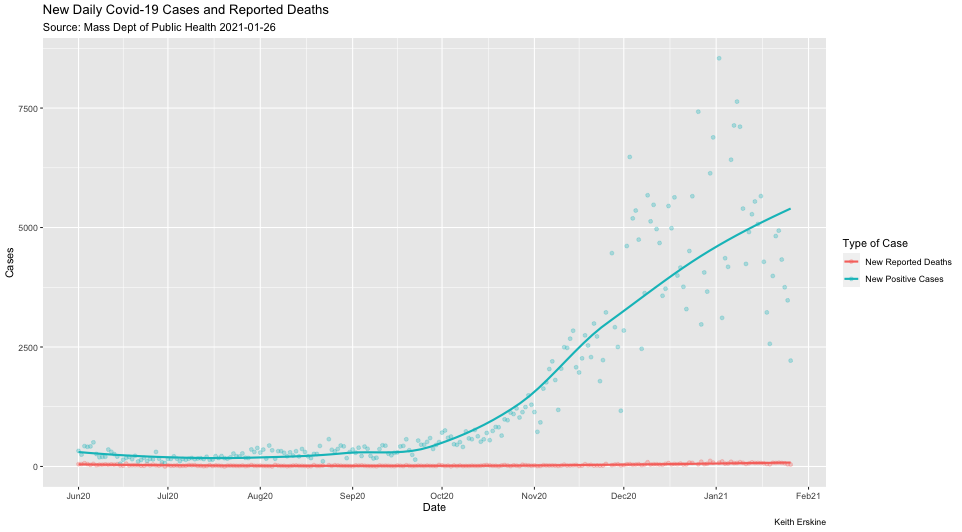 New Daily Covid-19 Cases and Reported Deaths
Source: Mass Dept of Public Health 2021-01-26
7500
5000
2500
0
Cases
Jun20 Jul20 Aug20 Sep20 Oct20 Nov20 Dec20 Jan21 Feb21
Date
Type of Case
New Reported Deaths
New Positive Cases
Keith Erskine